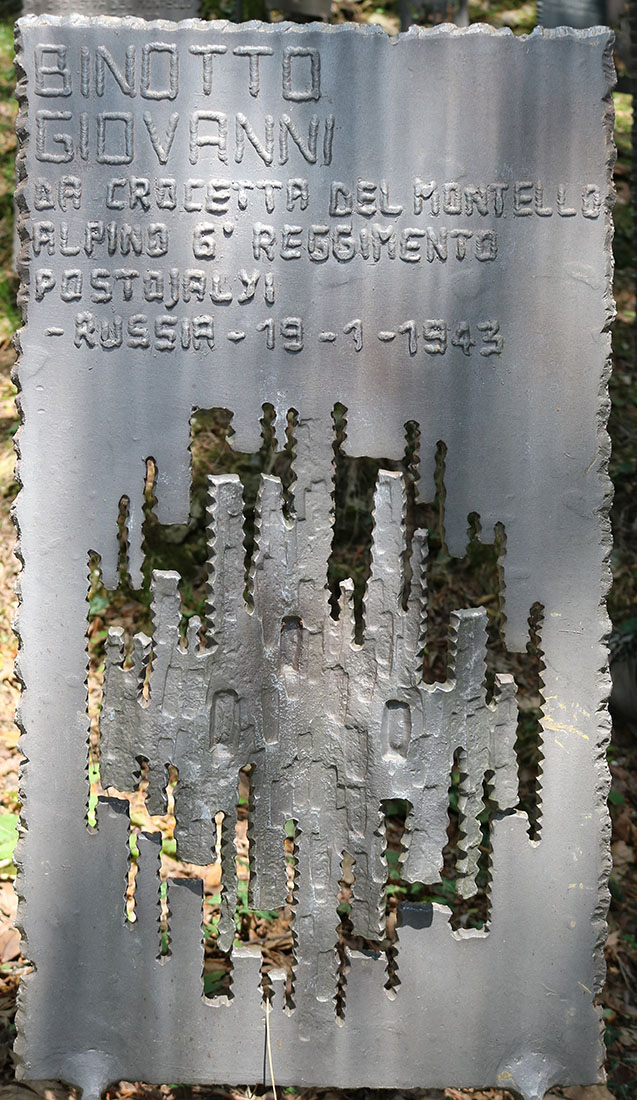 BINOTTO
GIOVANNI
DA CROCETTA DEL MONTELLO
ALPINO 6° REGGIMENTO
POSTOJALYI
- RUSSIA - 19 - 1 - 1943